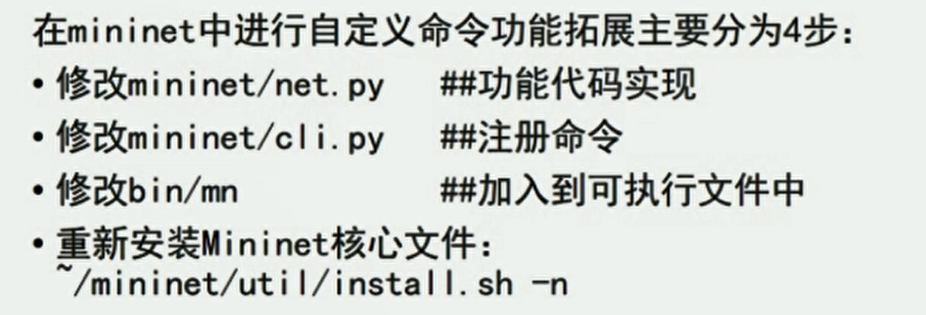 在mininet中进行自定义命令功能拓展主要分为4步：
• 修改mininet/net.py ##功能代码实现
• 修改mininet/cli.py ##注册命令
• 修改bin/mn ##加入到可执行文件中
• 重新安装Mininet核心文件：
~/mininet/util/install.sh -n